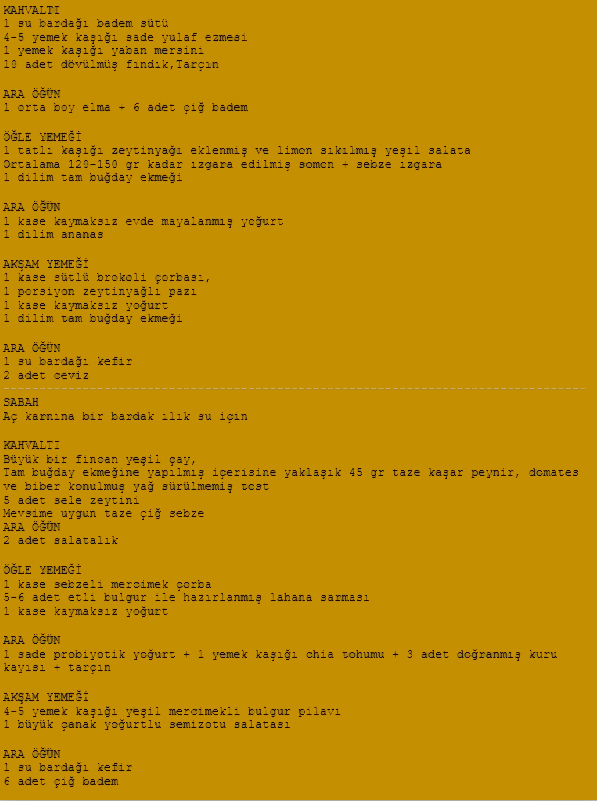 KAHVALTI
1 su bardağı badem sütü
4-5 yemek kaşığı sade yulaf ezmesi
1 yemek kaşığı yaban mersini
18 adet dövülmüş fındık,Tarçın
ARA ÖĞÜN
1 orta boy elma + 6 adet çiğ badem
ÖĞLE YEMEĞİ
1 tatlı kaşığı zeytinyağı eklenmiş ve limon sıkılmış yeşil salata
Ortalama 120-150 gr kadar ızgara edilmiş somon + sebze ızgara
1 dilim tam buğday ekmeği
ARA ÖĞÜN
1 kase kaymaksız evde mayalanmış yoğurt
1 dilim ananas
AKŞAM YEMEĞİ
1 kase sütlü brokoli çorbası,
1 porsiyon zeytinyağlı pazı
1 kase kaymaksız yoğurt
1 dilim tam buğday ekmeği
ARA ÖĞÜN
1 su bardağı kefir
2 adet ceviz
SABAH
Aç karnına bir bardak ılık su için
KAHVALTI
Büyük bir fincan yeşil çay,
Tam buğday ekmeğine yapılmış içerisine yaklaşık 45 gr taze kaşar peynir, domates
ve biber konulmuş yağ sürülmemiş tost
5 adet sele zeytini
Mevsime uygun taze çiğ sebze
ARA ÖĞÜN
2 adet salatalık
ÖĞLE YEMEĞİ
1 kase sebzeli mercimek çorba
5-6 adet etli bulgur ile hazırlanmış lahana sarması
1 kase kaymaksız yoğurt
ARA ÖĞÜN
1 sade probiyotik yoğurt + 1 yemek kaşığı chia tohumu + 3 adet doğranmış kuru
kayısı + tarçın
AKŞAM YEMEĞİ
4-5 yemek kaşığı yeşil mercimekli bulgur pilavı
1 büyük çanak yoğurtlu semizotu salatası
ARA ÖĞÜN
1 su bardağı kefir
6 adet çiğ badem